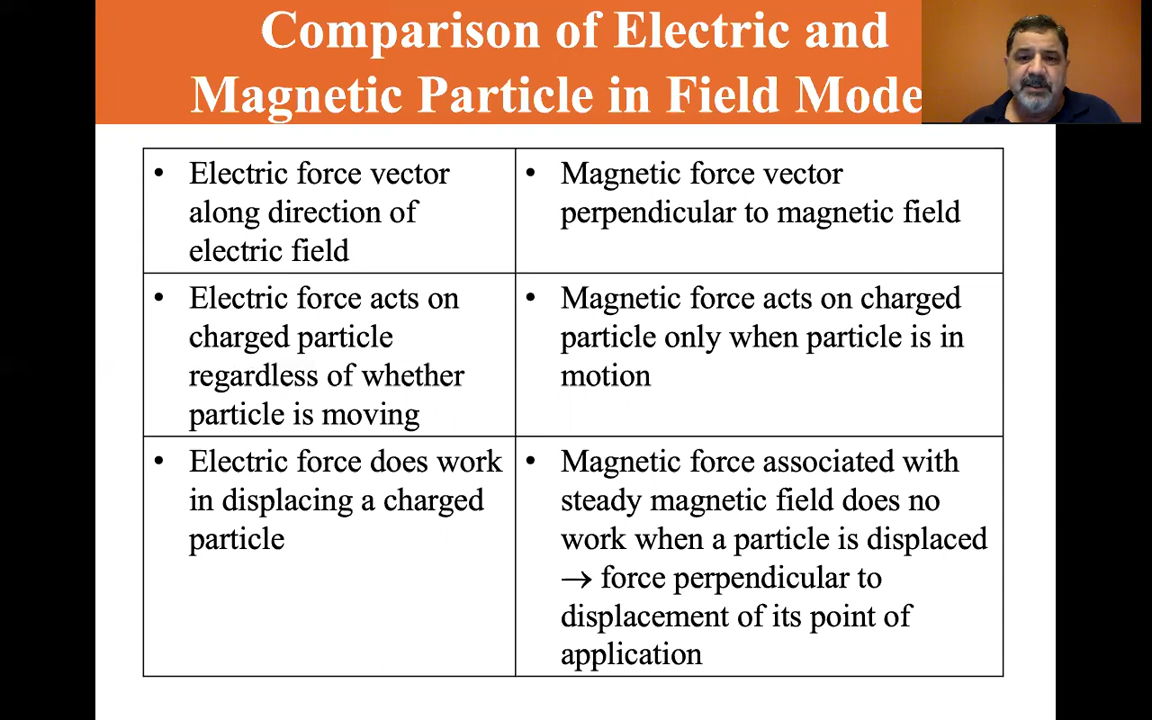 Comparison of Electric and
Magnetic Particle in Field Mode
• Electric force vector
along direction of
electric field
• Magnetic force vector
perpendicular to magnetic field
• Electric force acts on
charged particle
regardless of whether
particle is moving
• Magnetic force acts on charged
particle only when particle is in
motion
• Electric force does work
in displacing a charged
particle
• Magnetic force associated with
steady magnetic field does no
work when a particle is displaced
→ force perpendicular to
displacement of its point of
application